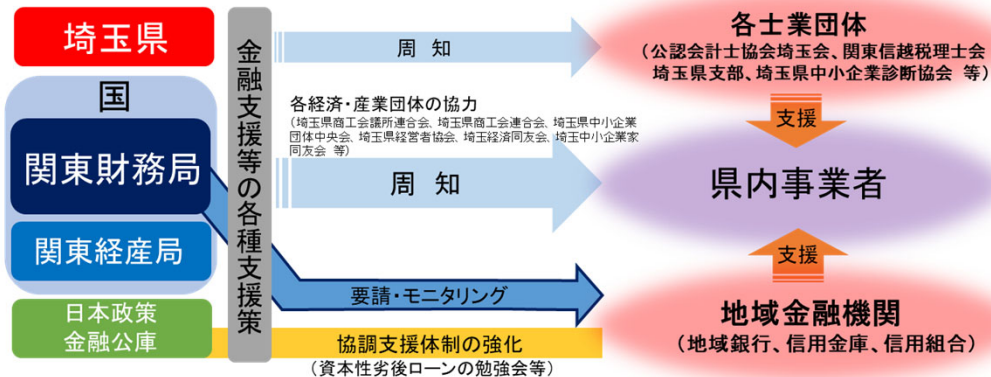 埼玉県
国
関東財務局
関東経産局
日本政策
金融公庫
金融支援等の各種支援策
周 知
各経済・産業団体の協力
（埼玉県商工会議所連合会、埼玉県商工会連合会、埼玉県中小企業
団体中央会、埼玉県経営者協会、埼玉経済同友会、埼玉中小企業家
同友会 等）
周 知
要請・モニタリング
協調支援体制の強化
（資本性劣後ローンの勉強会等）
各士業団体
（公認会計士協会埼玉会、関東信越税理士会
埼玉県支部、埼玉県中小企業診断協会 等）
支援
県内事業者
支援
地域金融機関
（地域銀行、信用金庫、信用組合）